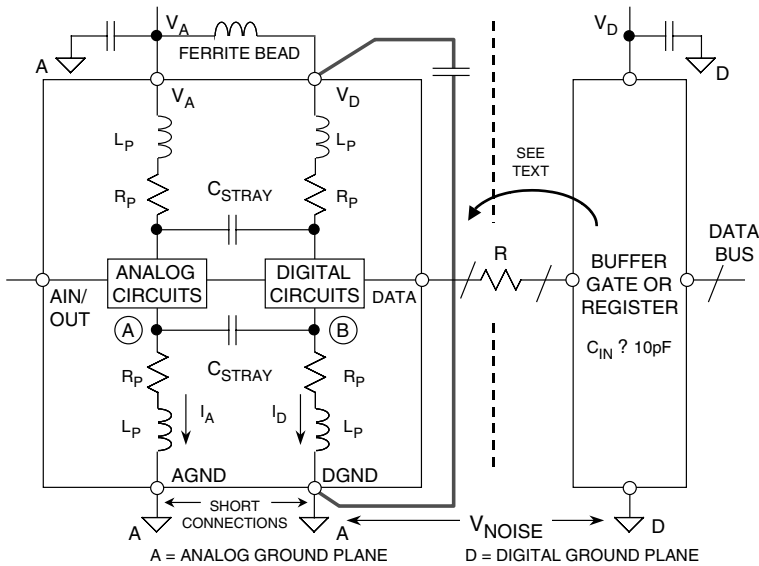 V_A
V_D
A
FERRITE BEAD
D
V_A
V_D
L_P
L_P
SEE
TEXT
R_P
C_STRAY
R_P
DATA
BUS
R
ANALOG
CIRCUITS
DIGITAL
CIRCUITS
BUFFER
GATE OR
REGISTER
AIN/
OUT
DATA
A
B
C_IN ? 10pF
R_P
C_STRAY
R_P
I_A
I_D
L_P
L_P
AGND
DGND
SHORT
CONNECTIONS
V_NOISE
A
A
D
A = ANALOG GROUND PLANE
D = DIGITAL GROUND PLANE